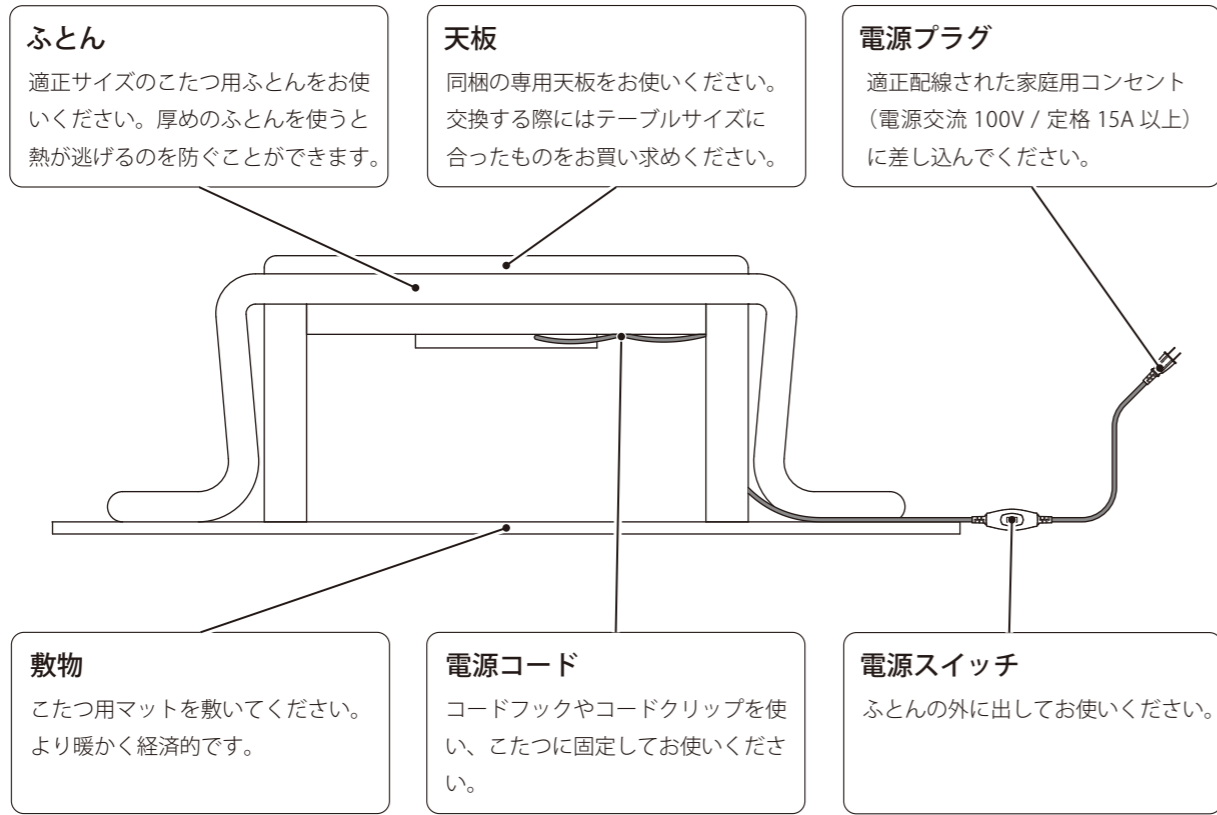 ふとん
適正サイズのこたつ用ふとんをお使
いください。厚めのふとんを使うと
熱が逃げるのを防ぐことができます。
天板
同梱の専用天板をお使いください。
交換する際にはテーブルサイズに
合ったものをお買い求めください。
電源プラグ
適正配線された家庭用コンセント
（電源交流 100V / 定格 15A 以上）
に差し込んでください。
敷物
こたつ用マットを敷いてください。
より暖かく経済的です。
電源コード
コードフックやコードクリップを使
い、こたつに固定してお使いくださ
い。
電源スイッチ
ふとんの外に出してお使いください。